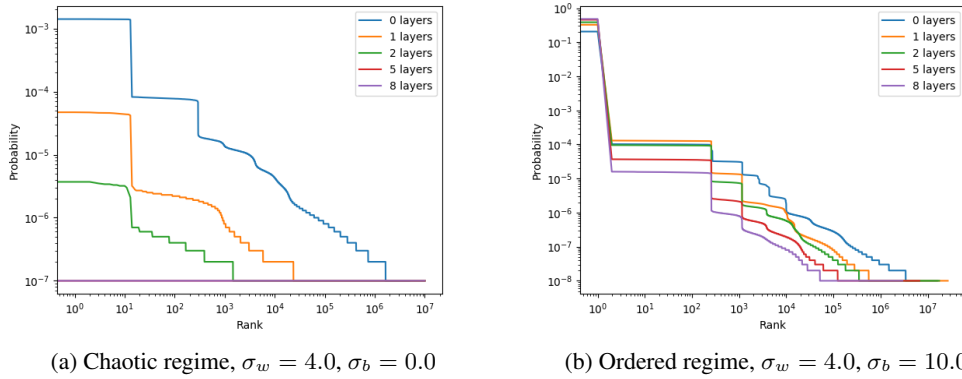 10⁻³
10⁻⁴
10⁻⁵
10⁻⁶
10⁻⁷
Probability
10⁰ 10¹ 10² 10³ 10⁴ 10⁵ 10⁶ 10⁷
Rank
0 layers
1 layers
2 layers
5 layers
8 layers
(a) Chaotic regime, σ_w = 4.0, σ_b = 0.0
10⁰
10⁻¹
10⁻²
10⁻³
10⁻⁴
10⁻⁵
10⁻⁶
10⁻⁷
10⁻⁸
Probability
10⁰ 10¹ 10² 10³ 10⁴ 10⁵ 10⁶ 10⁷
Rank
0 layers
1 layers
2 layers
5 layers
8 layers
(b) Ordered regime, σ_w = 4.0, σ_b = 10.0